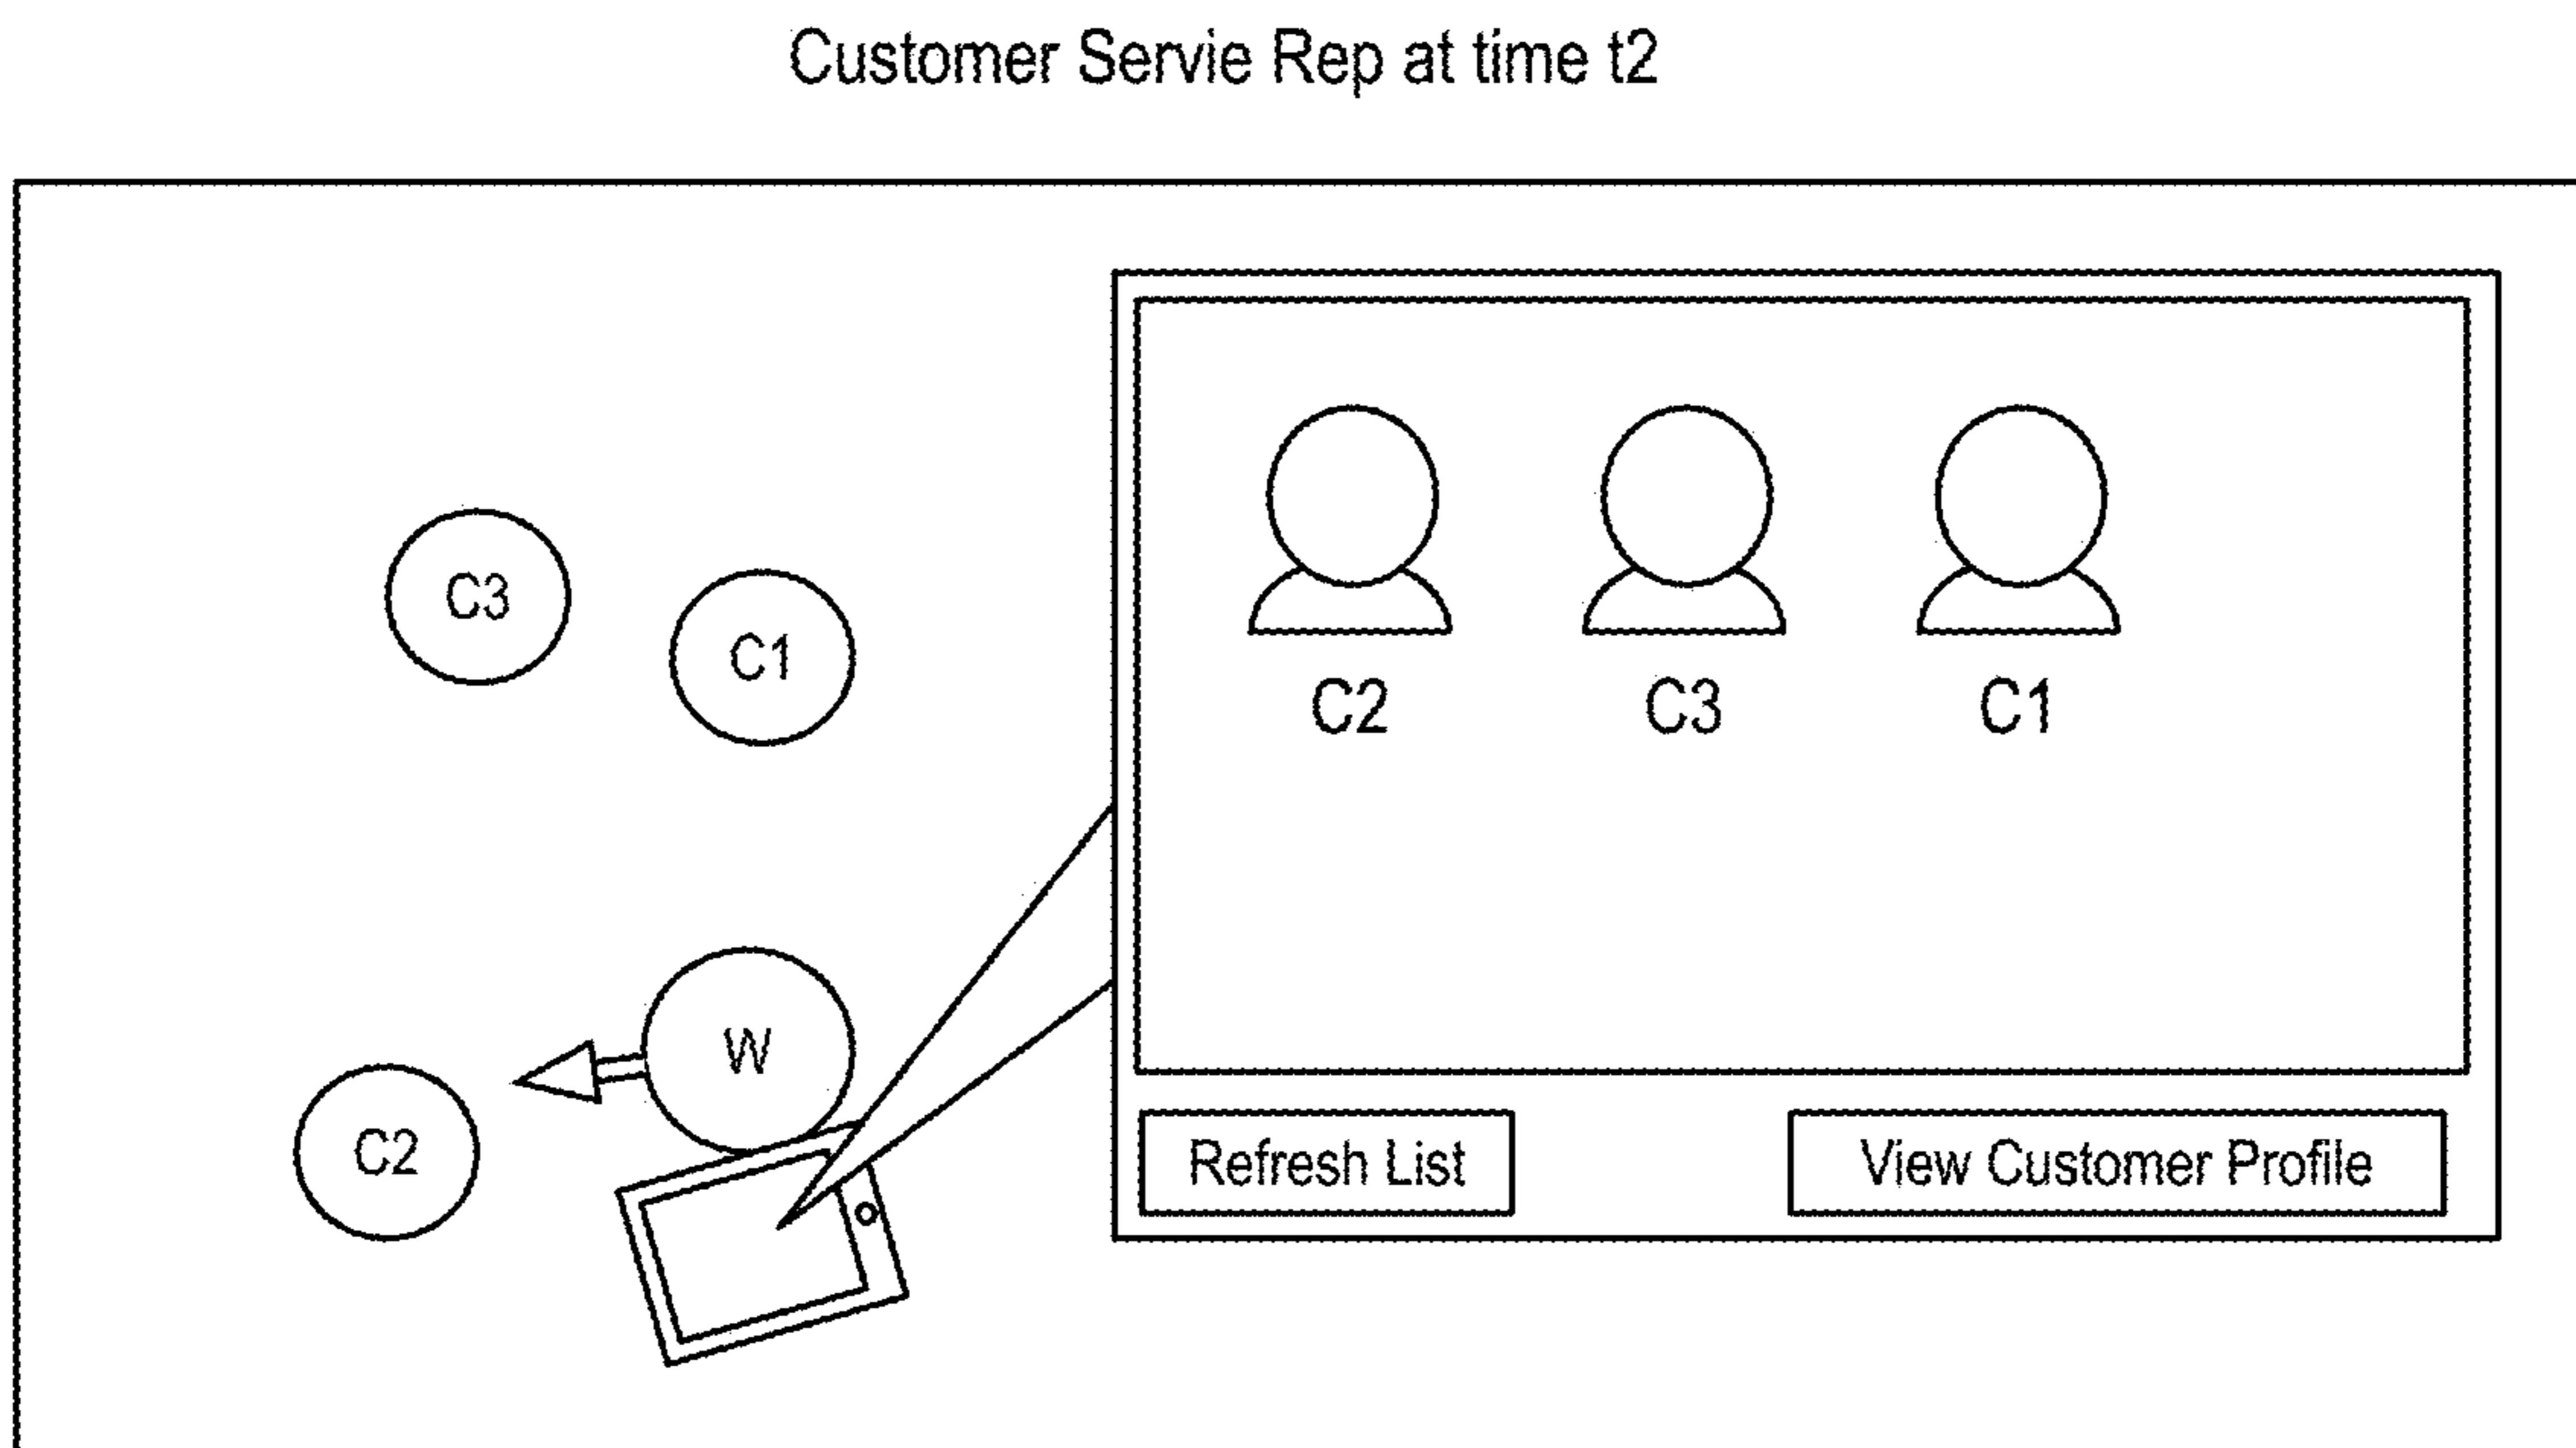 Customer Servie Rep at time t2
C3
C1
C2 C3 C1
W
C2
Refresh List
View Customer Profile